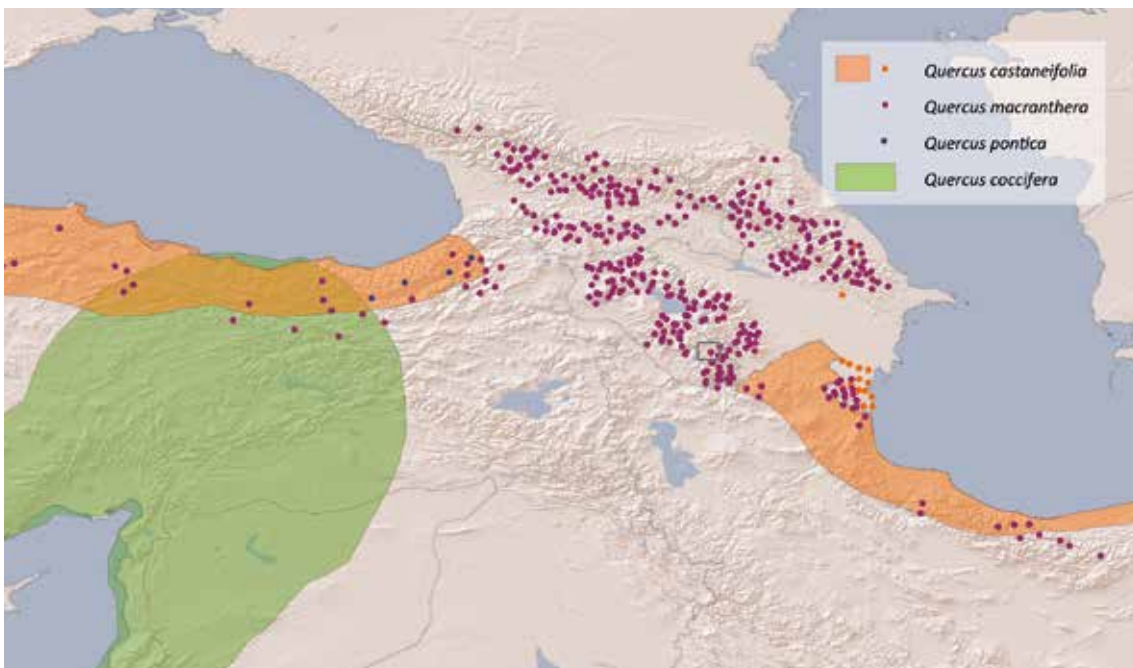 Quercus castaneifolia
Quercus macranthera
Quercus pontica
Quercus coccifera